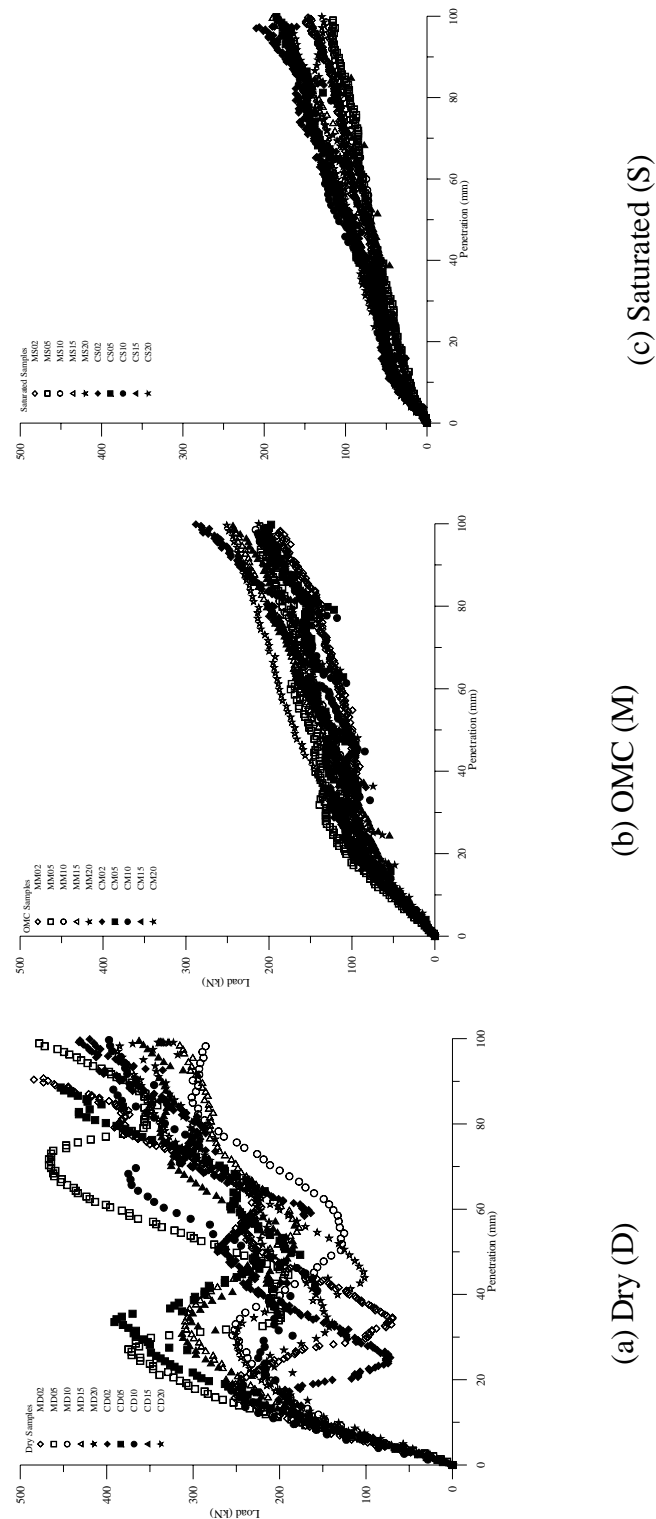 500
400
300
200
100
0
Load (kN)
Dry Samples
MD02
MD05
MD10
MD15
MD20
CD02
CD05
CD10
CD15
CD20
0
20
40
60
80
100
Penetration (mm)
(a) Dry (D)
500
400
300
200
100
0
Load (kN)
OMC Samples
MM02
MM05
MM10
MM15
MM20
CM02
CM05
CM10
CM15
CM20
0
20
40
60
80
100
Penetration (mm)
(b) OMC (M)
500
400
300
200
100
0
Saturated Samples
MS02
MS05
MS10
MS15
MS20
CS02
CS05
CS10
CS15
CS20
0
20
40
60
80
100
Penetration (mm)
(c) Saturated (S)